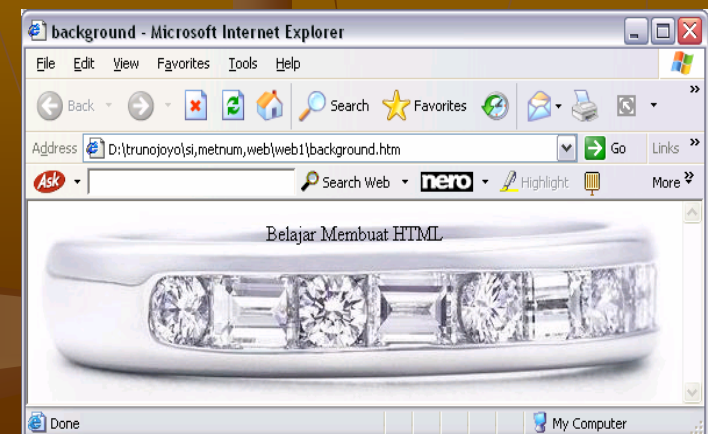 background - Microsoft Internet Explorer
File Edit View Favorites Tools Help
Back Search Favorites
Address D:\trunojoyo\si,metnum,web\web1\background.htm Go Links »
Ask Search Web nero Highlight More »
Belajar Membuat HTML
Done My Computer